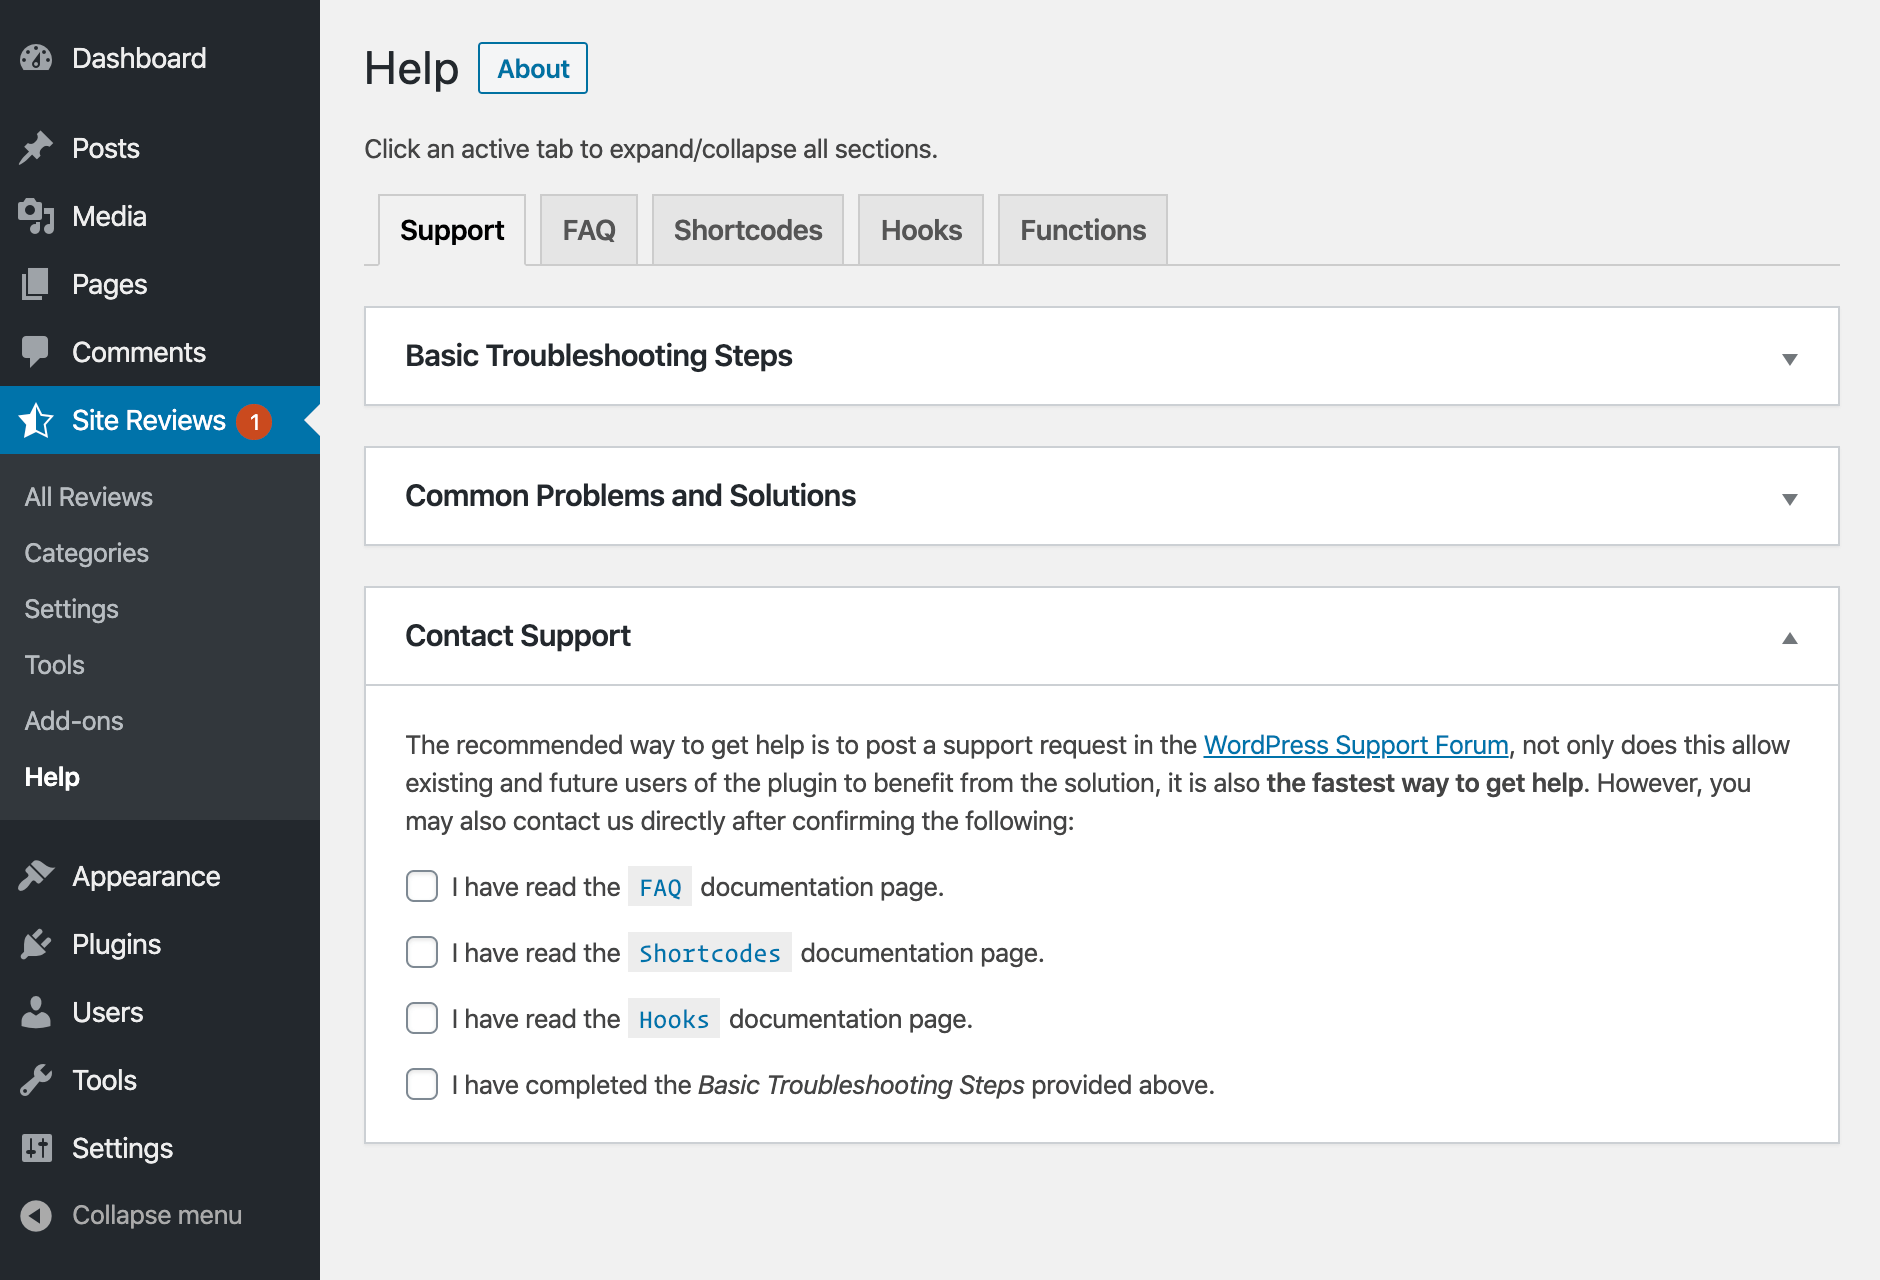 Dashboard
Posts
Media
Pages
Comments
Site Reviews 1
All Reviews
Categories
Settings
Tools
Add-ons
Help
Appearance
Plugins
Users
Tools
Settings
Collapse menu
Help About
Click an active tab to expand/collapse all sections.
Support FAQ Shortcodes Hooks Functions
Basic Troubleshooting Steps
Common Problems and Solutions
Contact Support
The recommended way to get help is to post a support request in the WordPress Support Forum, not only does this allow
existing and future users of the plugin to benefit from the solution, it is also the fastest way to get help. However, you
may also contact us directly after confirming the following:
I have read the FAQ documentation page.
I have read the Shortcodes documentation page.
I have read the Hooks documentation page.
I have completed the Basic Troubleshooting Steps provided above.